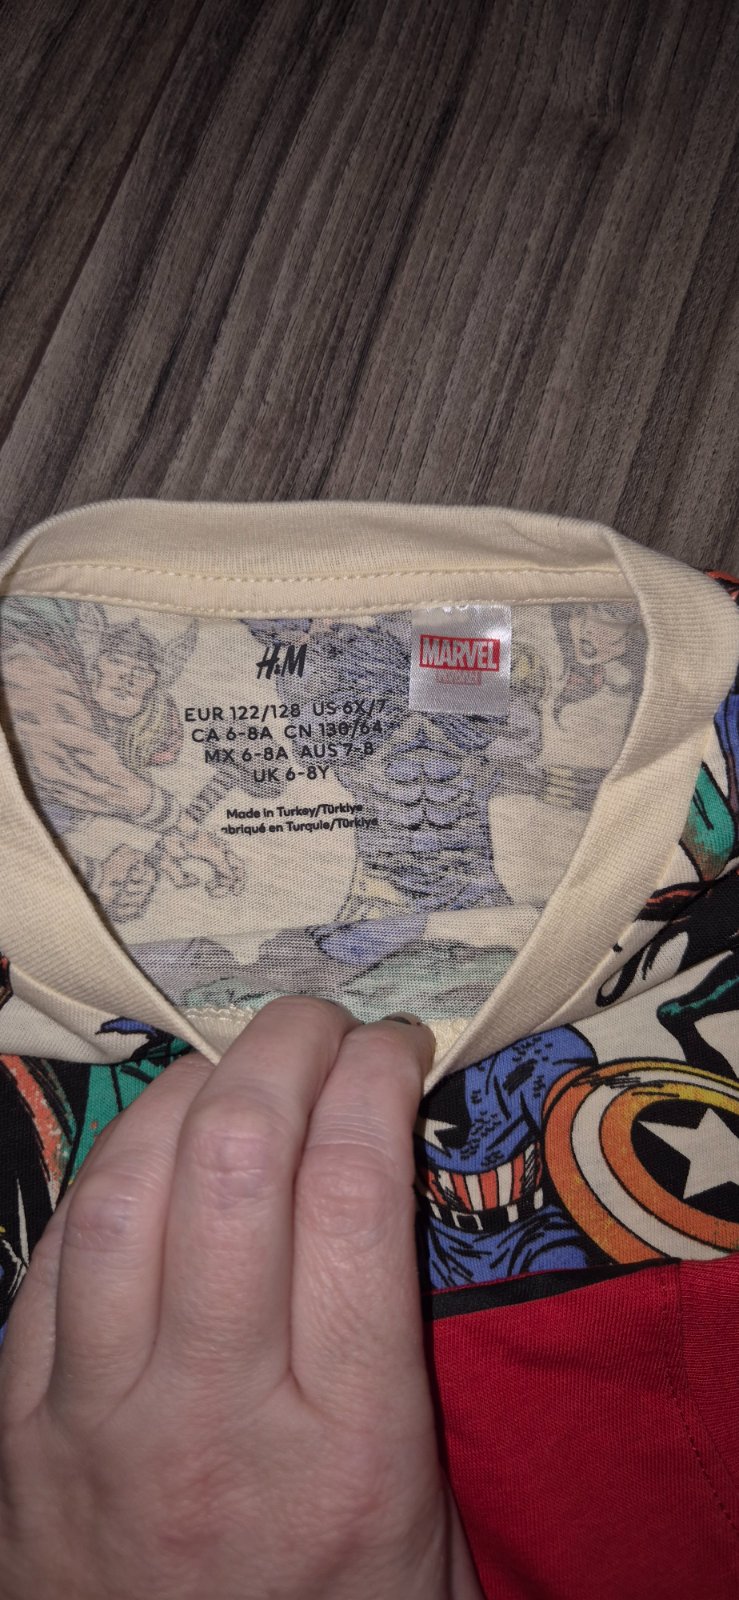 H&M
MARVEL
EUR 122/128 US 6X/7
CA 6-8A CN 130/64
MX 6-8A AUS 7-8
UK 6-8Y
Made in Turkey/Türkiye
abriqué en Turquie/Türkiye